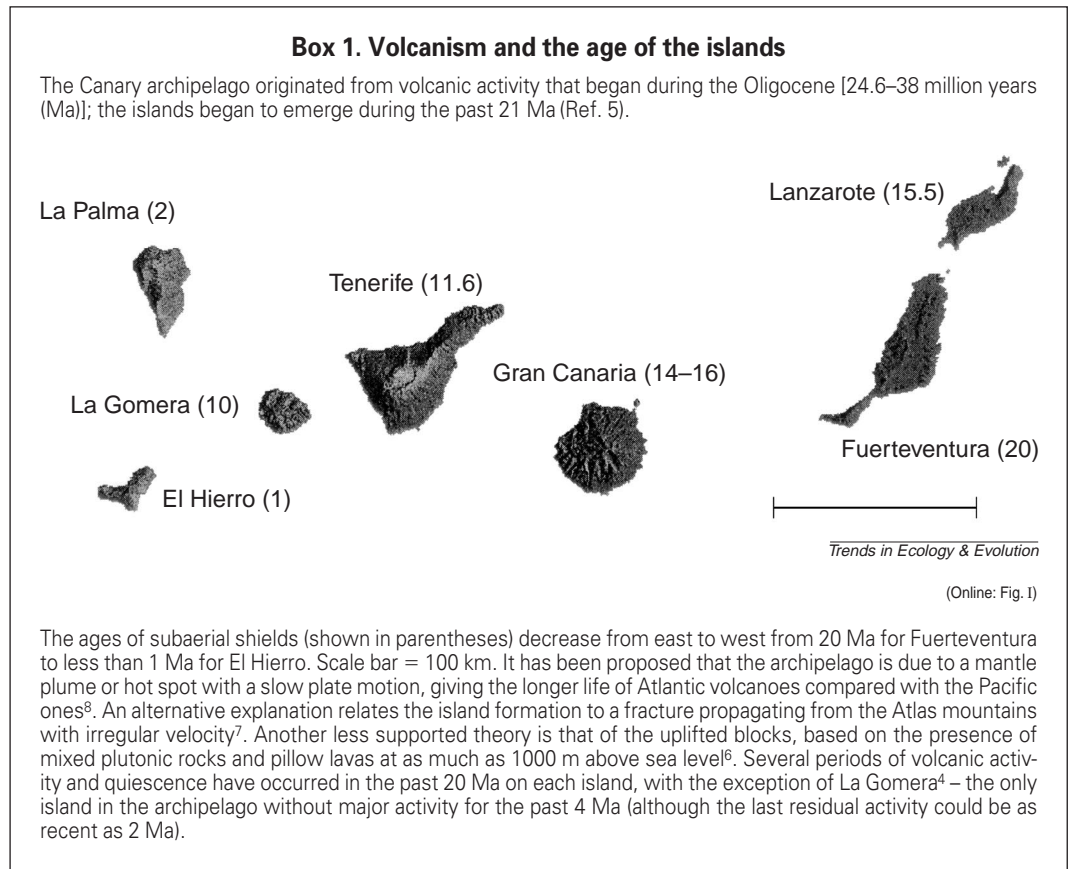 Box 1. Volcanism and the age of the islands
The Canary archipelago originated from volcanic activity that began during the Oligocene [24.6–38 million years
(Ma)]; the islands began to emerge during the past 21 Ma (Ref. 5).
Lanzarote (15.5)
La Palma (2)
Tenerife (11.6)
Gran Canaria (14–16)
La Gomera (10)
Fuerteventura (20)
El Hierro (1)
Trends in Ecology & Evolution
(Online: Fig. I)
The ages of subaerial shields (shown in parentheses) decrease from east to west from 20 Ma for Fuerteventura
to less than 1 Ma for El Hierro. Scale bar = 100 km. It has been proposed that the archipelago is due to a mantle
plume or hot spot with a slow plate motion, giving the longer life of Atlantic volcanoes compared with the Pacific
ones⁸. An alternative explanation relates the island formation to a fracture propagating from the Atlas mountains
with irregular velocity⁷. Another less supported theory is that of the uplifted blocks, based on the presence of
mixed plutonic rocks and pillow lavas at as much as 1000 m above sea level⁶. Several periods of volcanic activ-
ity and quiescence have occurred in the past 20 Ma on each island, with the exception of La Gomera⁴ – the only
island in the archipelago without major activity for the past 4 Ma (although the last residual activity could be as
recent as 2 Ma).